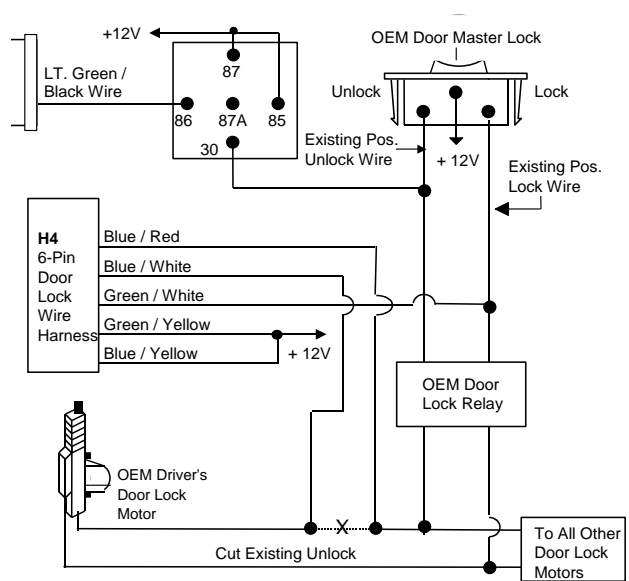 +12V
OEM Door Master Lock
LT. Green /
Black Wire
87
Unlock
Lock
86
87A
85
30
Existing Pos.
Unlock Wire
+ 12V
Existing Pos.
Lock Wire
H4
6-Pin
Door
Lock
Wire
Harness
Blue / Red
Blue / White
Green / White
Green / Yellow
Blue / Yellow
+ 12V
OEM Door
Lock Relay
OEM Driver's
Door Lock
Motor
X
Cut Existing Unlock
To All Other
Door Lock
Motors